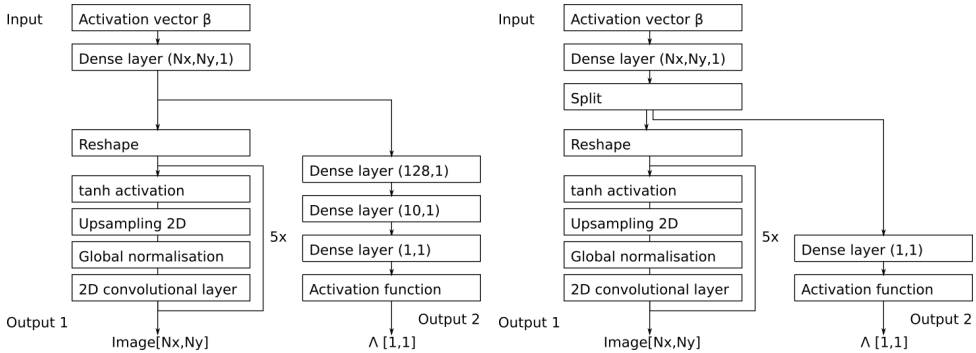 Input
Activation vector β
Dense layer (Nx,Ny,1)
Reshape
tanh activation
Upsampling 2D
Global normalisation
2D convolutional layer
5x
Output 1
Image[Nx,Ny]
Dense layer (128,1)
Dense layer (10,1)
Dense layer (1,1)
Activation function
Output 2
Λ [1,1]
Input
Activation vector β
Dense layer (Nx,Ny,1)
Split
Reshape
tanh activation
Upsampling 2D
Global normalisation
2D convolutional layer
5x
Output 1
Image[Nx,Ny]
Dense layer (1,1)
Activation function
Output 2
Λ [1,1]